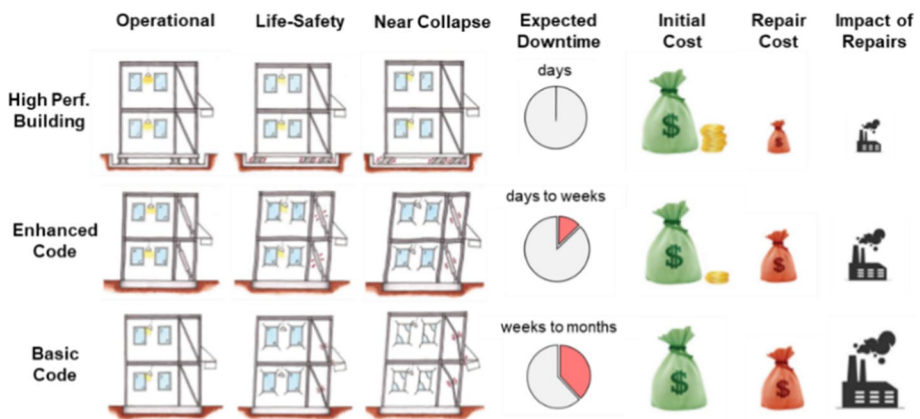 Operational
Life-Safety
Near Collapse
Expected
Downtime
Initial
Cost
Repair
Cost
Impact of
Repairs
High Perf.
Building
days
$
$
Enhanced
Code
days to weeks
$
$
Basic
Code
weeks to months
$
$